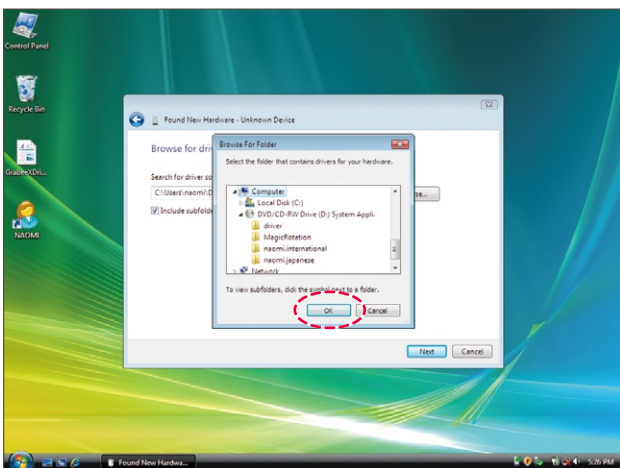 Control Panel
Recycle Bin
NAOMI
Found New Hardware - Unknown Device
Browse for dri
Search for driver so
C:\Users\naomi\D
Include subfolde
Browse For Folder
Select the folder that contains drivers for your hardware.
Computer
Local Disk (C:)
DVD/CD-RW Drive (D:) System Appli.
driver
MagicRotation
naomi.international
naomi.japanese
Network
To view subfolders, click the symbol next to a folder.
OK
Cancel
Next
Cancel
Found New Hardwa...
5:26 PM